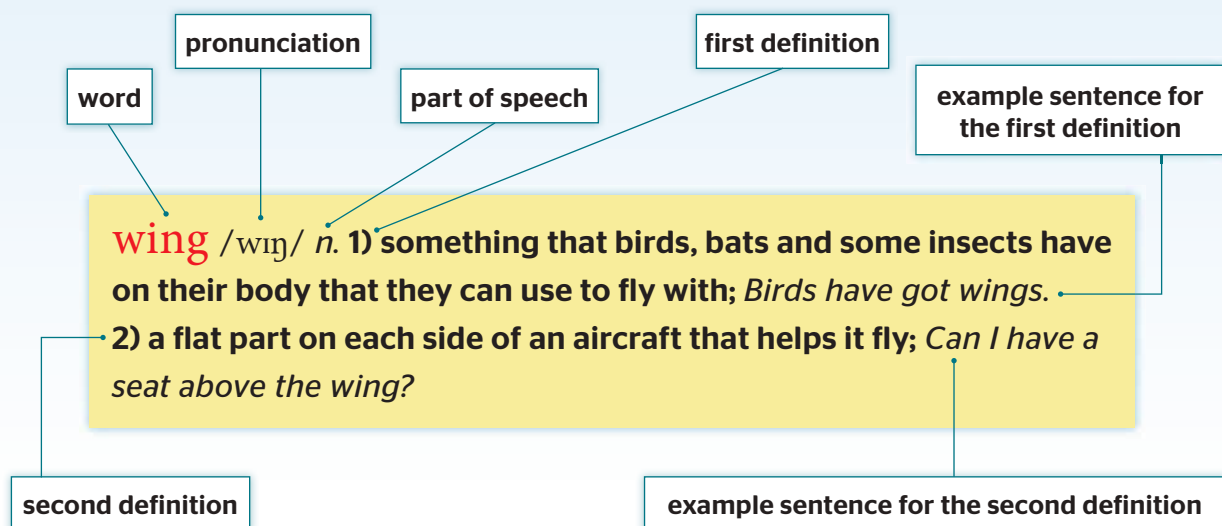 pronunciation
first definition
word
part of speech
example sentence for
the first definition
wing /wɪŋ/ n. 1) something that birds, bats and some insects have
on their body that they can use to fly with; Birds have got wings.
2) a flat part on each side of an aircraft that helps it fly; Can I have a
seat above the wing?
second definition
example sentence for the second definition